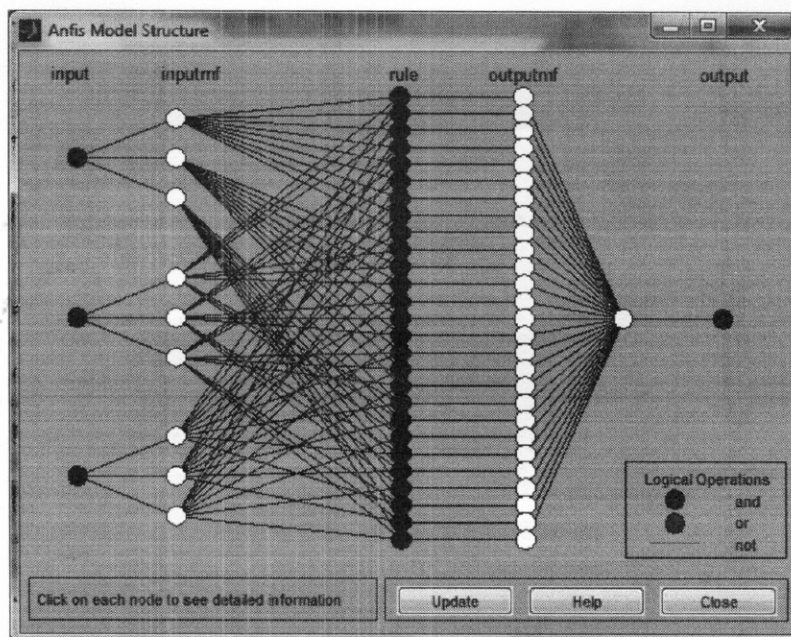 Anfis Model Structure
input inputmf rule outputmf output
Logical Operations
and
or
not
Click on each node to see detailed information
Update Help Close